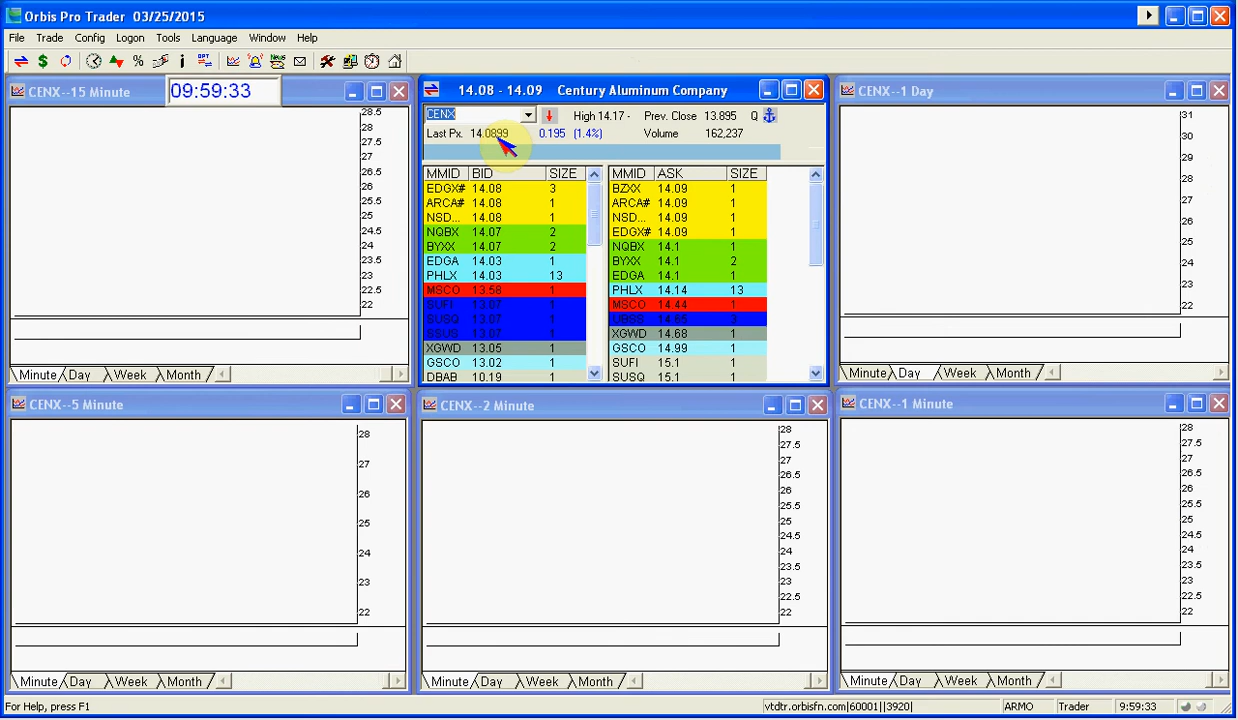 Orbis Pro Trader 03/25/2015
File Trade Config Logon Tools Language Window Help
CENX--15 Minute
09:59:33
28.5
28
27.5
27
26.5
26
25.5
25
24.5
24
23.5
23
22.5
22
Minute Day Week Month
14.08 - 14.09 Century Aluminum Company
CENX High 14.17 - Prev. Close 13.895 Q
Last Px. 14.0899 0.195 (1.4%) Volume 162,237
MMID BID SIZE
EDGX# 14.08 3
ARCA# 14.08 1
NSD... 14.08 1
NQBX 14.07 2
BYXX 14.07 2
EDGA 14.03 1
PHLX 14.03 13
MSCO 13.58 1
SUFI 13.07 1
SUSQ 13.07 1
SSUS 13.07 1
XGWD 13.05 1
GSCO 13.02 1
DBAB 10.19 1
MMID ASK SIZE
BZXX 14.09 1
ARCA# 14.09 1
NSD... 14.09 1
EDGX# 14.09 1
NQBX 14.1 1
BYXX 14.1 2
EDGA 14.1 1
PHLX 14.14 13
MSCO 14.44 1
UBSS 14.65 3
XGWD 14.68 1
GSCO 14.99 1
SUFI 15.1 1
SUSQ 15.1 1
CENX--1 Day
31
30
29
28
27
26
25
24
23
22
Minute Day Week Month
CENX--5 Minute
28
27
26
25
24
23
22
Minute Day Week Month
CENX--2 Minute
28
27.5
27
26.5
26
25.5
25
24.5
24
23.5
23
22.5
22
Minute Day Week Month
CENX--1 Minute
28
27.5
27
26.5
26
25.5
25
24.5
24
23.5
23
22.5
22
Minute Day Week Month
For Help, press F1
vtdtr.orbisfn.com|60001||3920| ARMO Trader 9:59:33